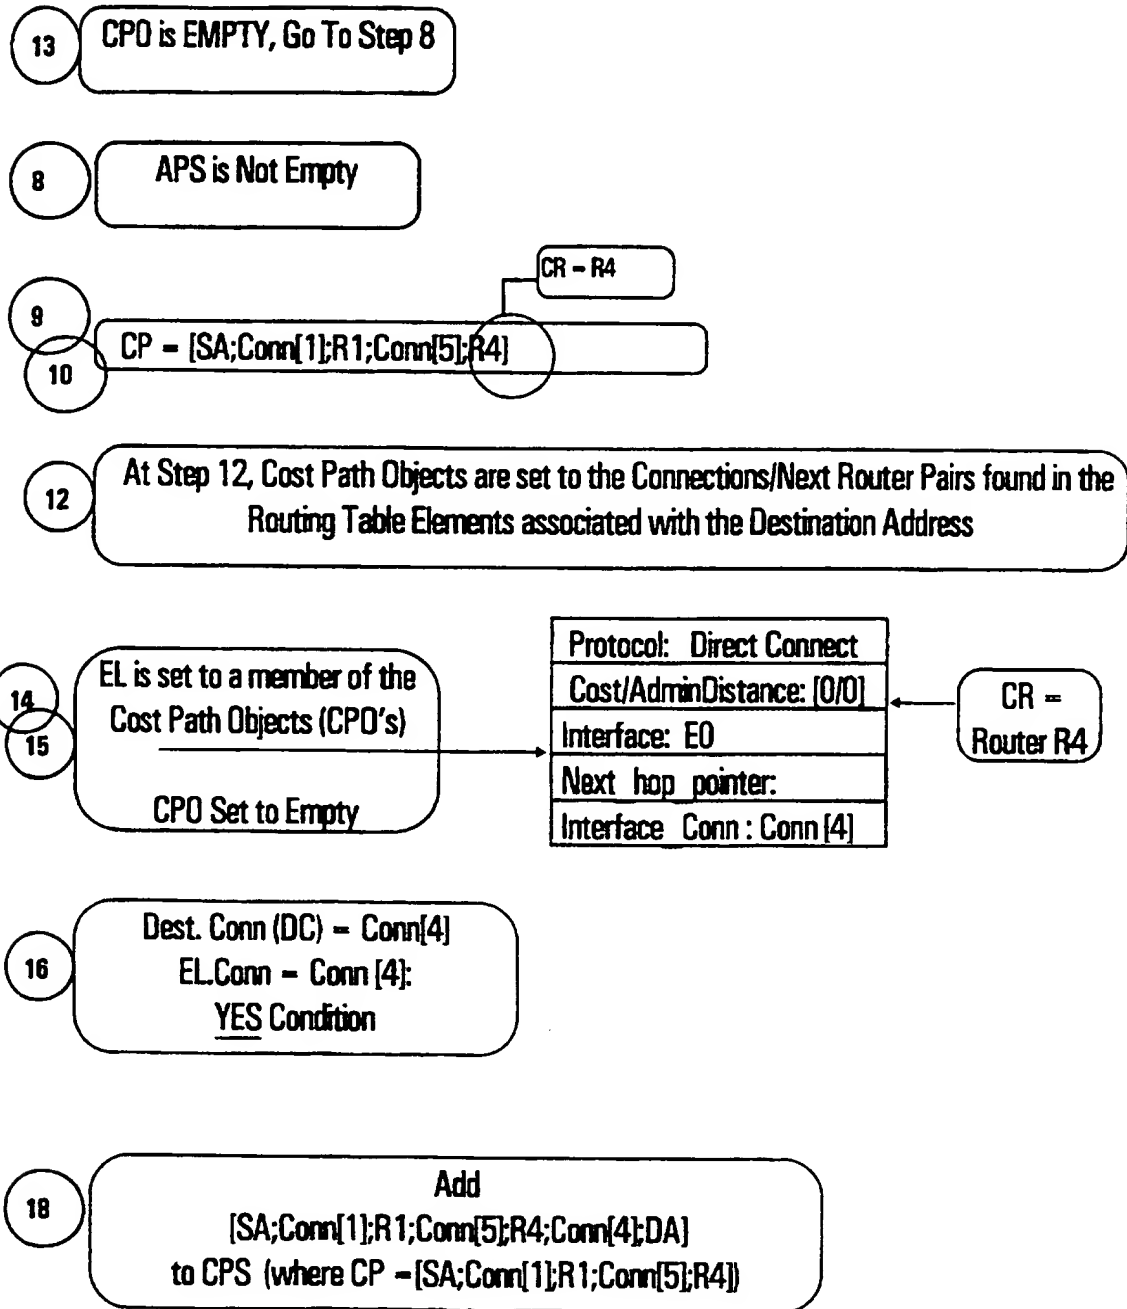 13
CPO is EMPTY, Go To Step 8
8
APS is Not Empty
CR = R4
9
CP = [SA;Conn[1];R1;Conn[5];R4]
10
12
At Step 12, Cost Path Objects are set to the Connections/Next Router Pairs found in the
Routing Table Elements associated with the Destination Address
14
15
EL is set to a member of the
Cost Path Objects (CPO's)
CPO Set to Empty
Protocol: Direct Connect
Cost/AdminDistance: [0/0]
Interface: E0
Next hop pointer:
Interface Conn : Conn [4]
CR =
Router R4
16
Dest. Conn (DC) = Conn[4]
EL.Conn = Conn [4]:
YES Condition
18
Add
[SA;Conn[1];R1;Conn[5];R4;Conn[4];DA]
to CPS (where CP =[SA;Conn[1];R1;Conn[5];R4])